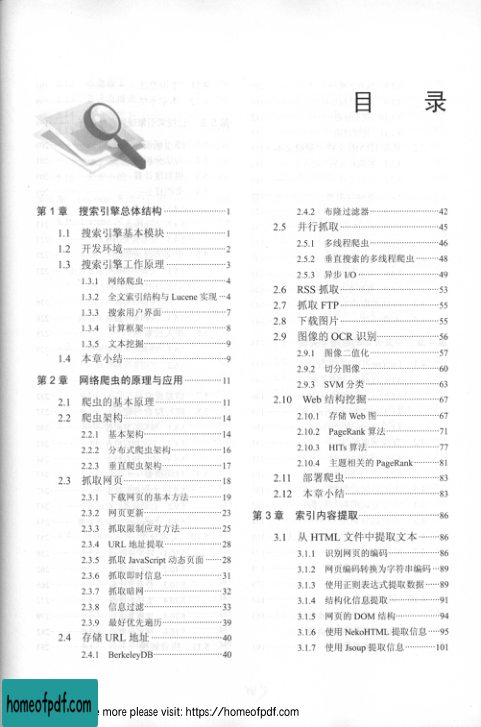 目 录
第 1 章 搜索引擎总体结构························1
1.1 搜索引擎基本模块························1
1.2 开发环境························2
1.3 搜索引擎工作原理························3
1.3.1 网络爬虫························4
1.3.2 全文索引结构与 Lucene 实现···4
1.3.3 搜索用户界面························7
1.3.4 计算框架························8
1.3.5 文本挖掘························9
1.4 本章小结························9
第 2 章 网络爬虫的原理与应用············11
2.1 爬虫的基本原理························11
2.2 爬虫架构························14
2.2.1 基本架构························14
2.2.2 分布式爬虫架构················16
2.2.3 垂直爬虫架构················17
2.3 抓取网页························18
2.3.1 下载网页的基本方法············19
2.3.2 网页更新························23
2.3.3 抓取限制应对方法············25
2.3.4 URL 地址提取················28
2.3.5 抓取 JavaScript 动态页面······28
2.3.6 抓取即时信息················31
2.3.7 抓取暗网························32
2.3.8 信息过滤························33
2.3.9 最好优先遍历················39
2.4 存储 URL 地址························40
2.4.1 BerkeleyDB························40
2.4.2 布隆过滤器························42
2.5 并行抓取························45
2.5.1 多线程爬虫························46
2.5.2 垂直搜索的多线程爬虫·······48
2.5.3 异步 I/O························49
2.6 RSS 抓取························53
2.7 抓取 FTP························55
2.8 下载图片························55
2.9 图像的 OCR 识别························56
2.9.1 图像二值化························57
2.9.2 切分图像························60
2.9.3 SVM 分类························63
2.10 Web 结构挖掘························67
2.10.1 存储 Web 图················67
2.10.2 PageRank 算法················71
2.10.3 HITs 算法················77
2.10.4 主题相关的 PageRank·········81
2.11 部署爬虫························83
2.12 本章小结························83
第 3 章 索引内容提取························86
3.1 从 HTML 文件中提取文本············86
3.1.1 识别网页的编码················86
3.1.2 网页编码转换为字符串编码···89
3.1.3 使用正则表达式提取数据·····89
3.1.4 结构化信息提取················91
3.1.5 网页的 DOM 结构············94
3.1.6 使用 NekoHTML 提取信息·····95
3.1.7 使用 Jsoup 提取信息············101
homeofpdf.com
e more please visit: https://homeofpdf.com